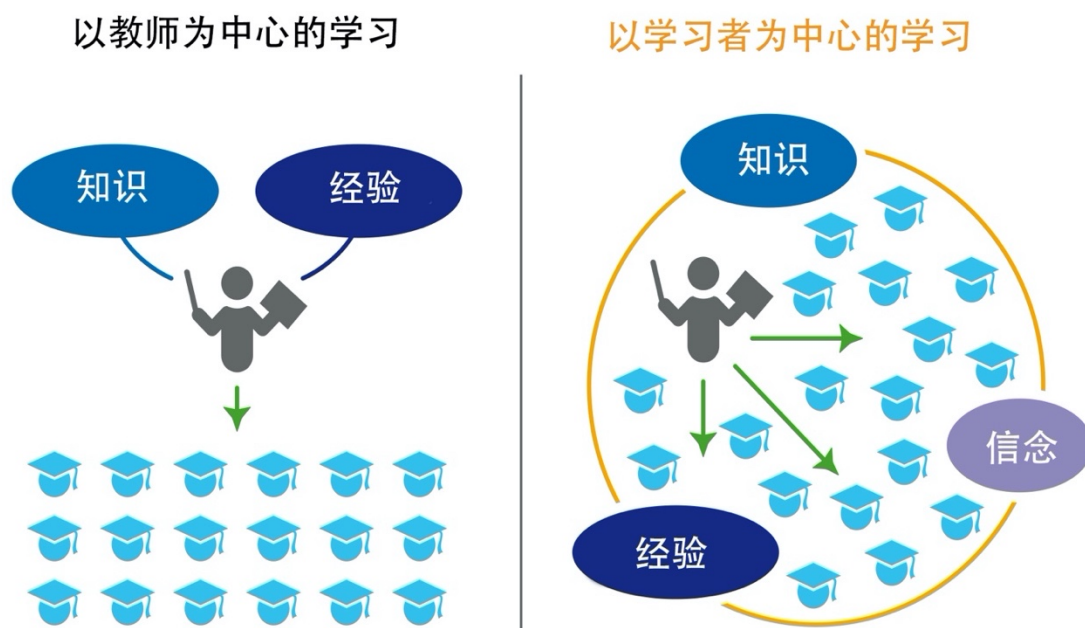 以教师为中心的学习
以学习者为中心的学习
知识
经验
知识
信念
经验